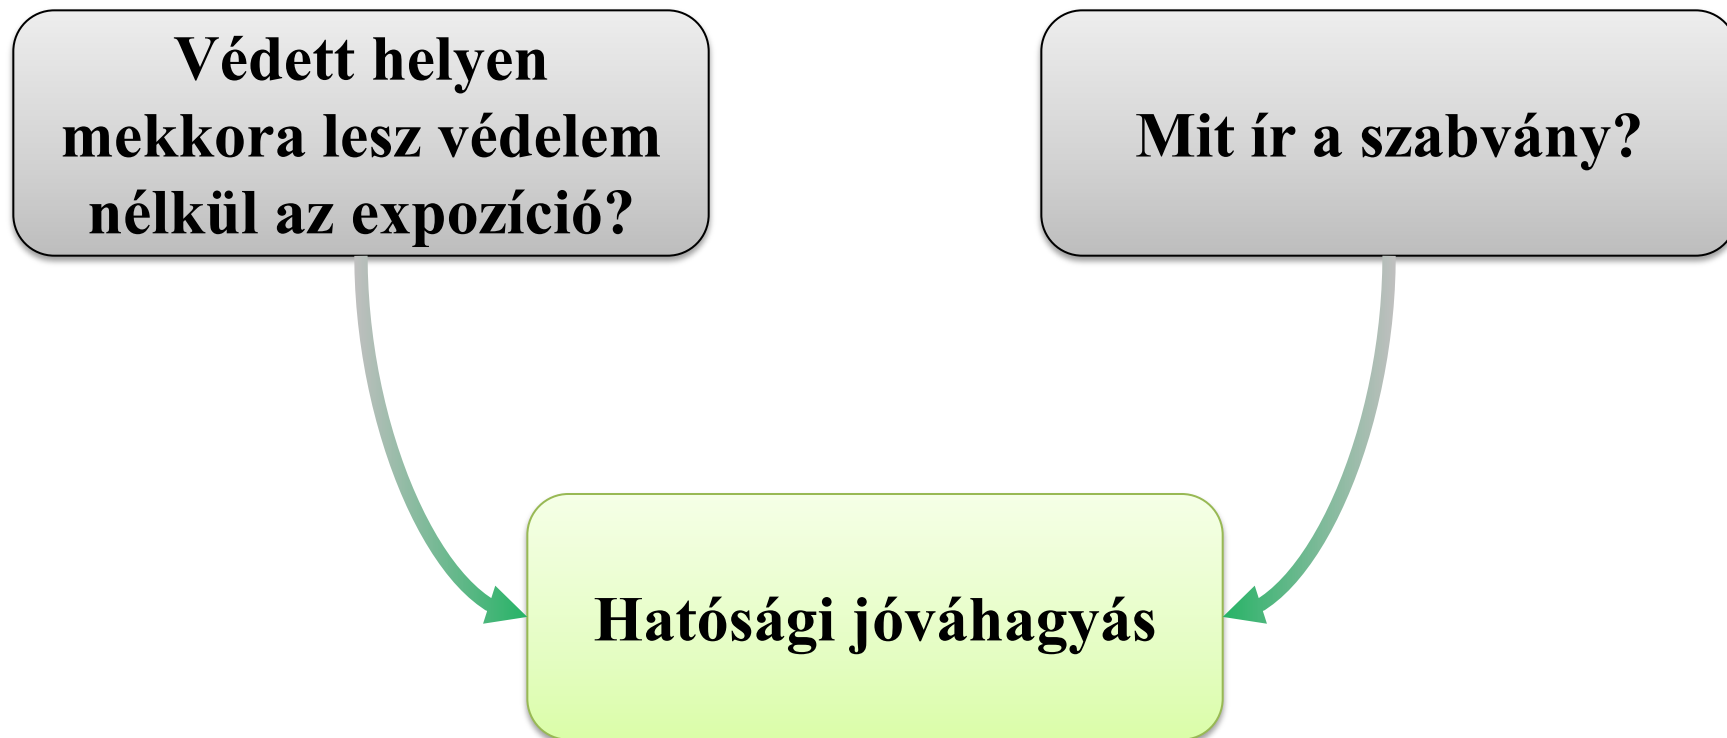 Védett helyen
mekkora lesz védelem
nélkül az expozíció?
Mit ír a szabvány?
Hatósági jóváhagyás